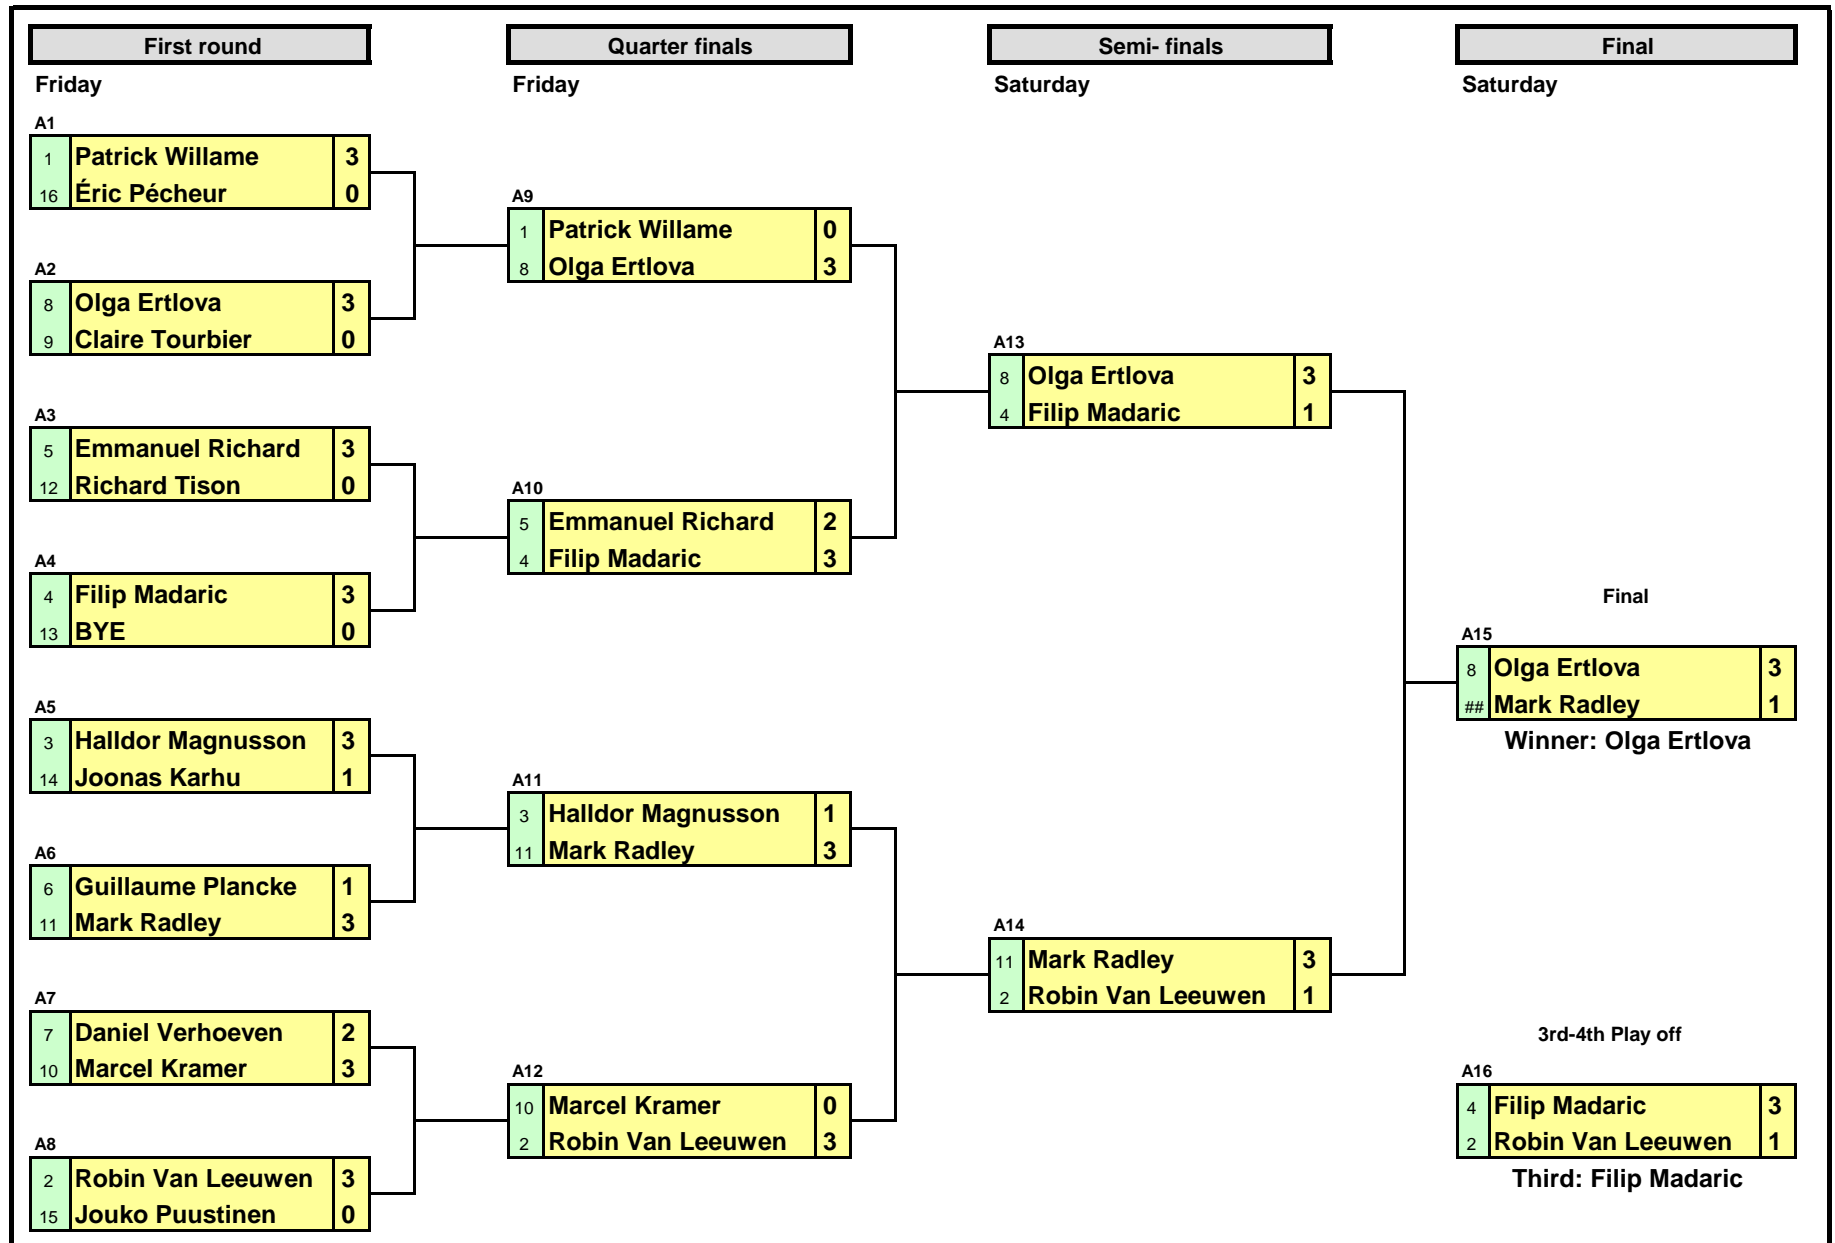 First round
Friday
A1
1 Patrick Willame 3
16 Éric Pécheur 0
A2
8 Olga Ertlova 3
9 Claire Tourbier 0
A3
5 Emmanuel Richard 3
12 Richard Tison 0
A4
4 Filip Madaric 3
13 BYE 0
A5
3 Halldor Magnusson 3
14 Joonas Karhu 1
A6
6 Guillaume Plancke 1
11 Mark Radley 3
A7
7 Daniel Verhoeven 2
10 Marcel Kramer 3
A8
2 Robin Van Leeuwen 3
15 Jouko Puustinen 0
Quarter finals
Friday
A9
1 Patrick Willame 0
8 Olga Ertlova 3
A10
5 Emmanuel Richard 2
4 Filip Madaric 3
A11
3 Halldor Magnusson 1
11 Mark Radley 3
A12
10 Marcel Kramer 0
2 Robin Van Leeuwen 3
Semi- finals
Saturday
A13
8 Olga Ertlova 3
4 Filip Madaric 1
A14
11 Mark Radley 3
2 Robin Van Leeuwen 1
Final
Saturday
Final
A15
8 Olga Ertlova 3
## Mark Radley 1
Winner: Olga Ertlova
3rd-4th Play off
A16
4 Filip Madaric 3
2 Robin Van Leeuwen 1
Third: Filip Madaric